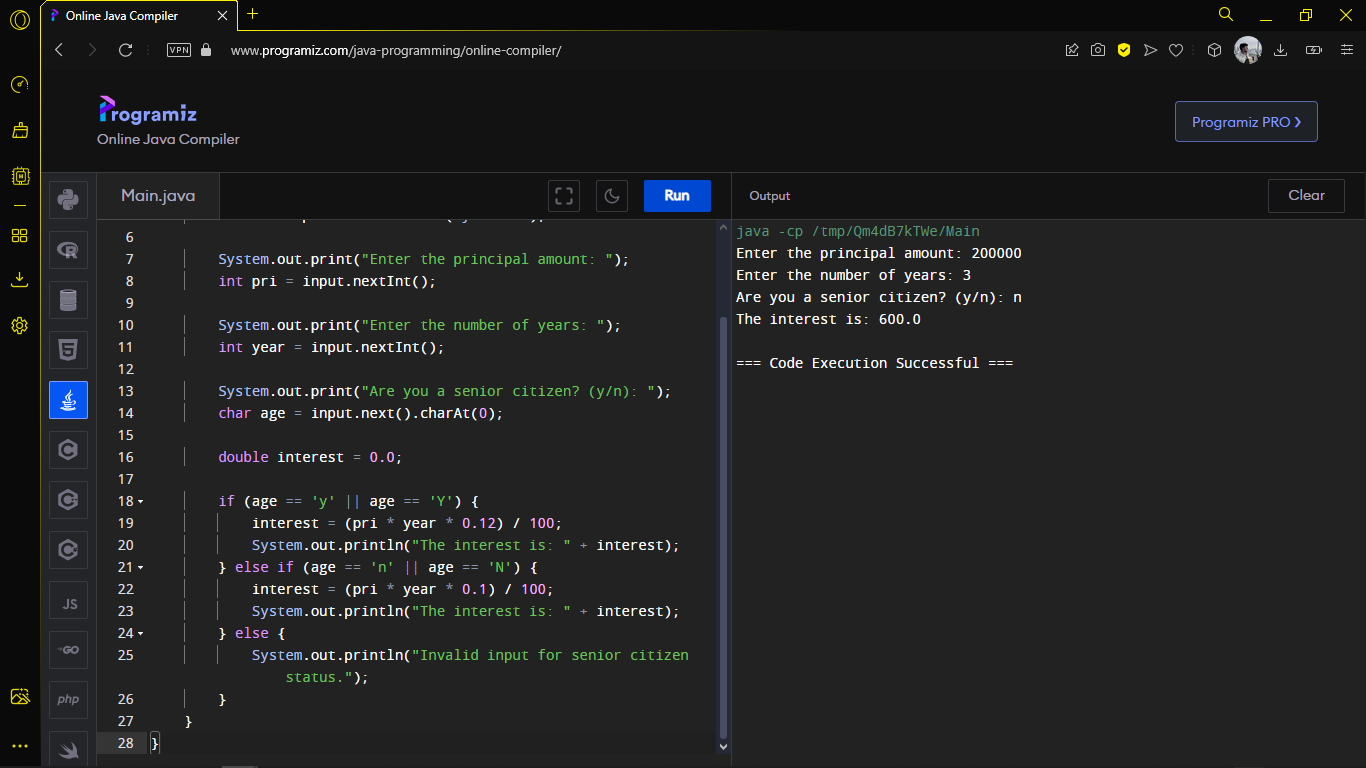 Online Java Compiler
VPN
www.programiz.com/java-programming/online-compiler/
Programiz
Online Java Compiler
Programiz PRO ❯
Main.java
Run
Output
Clear
6
7 System.out.print("Enter the principal amount: ");
8 int pri = input.nextInt();
9
10 System.out.print("Enter the number of years: ");
11 int year = input.nextInt();
12
13 System.out.print("Are you a senior citizen? (y/n): ");
14 char age = input.next().charAt(0);
15
16 double interest = 0.0;
17
18 if (age == 'y' || age == 'Y') {
19 interest = (pri * year * 0.12) / 100;
20 System.out.println("The interest is: " + interest);
21 } else if (age == 'n' || age == 'N') {
22 interest = (pri * year * 0.1) / 100;
23 System.out.println("The interest is: " + interest);
24 } else {
25 System.out.println("Invalid input for senior citizen
status.");
26 }
27 }
28 }
java -cp /tmp/Qm4dB7kTWe/Main
Enter the principal amount: 200000
Enter the number of years: 3
Are you a senior citizen? (y/n): n
The interest is: 600.0
=== Code Execution Successful ===
JS
GO
php